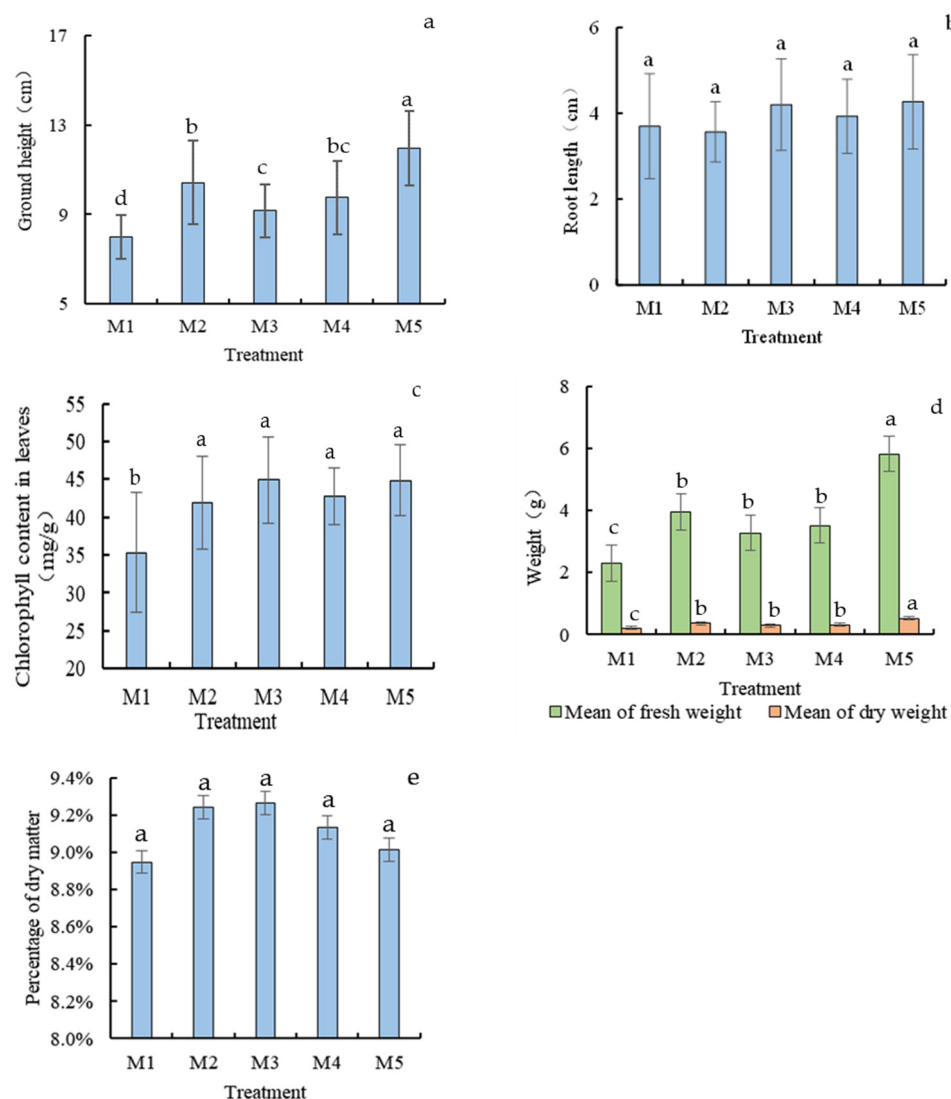 a
17
13
9
5
Ground height（cm）
d
b
c
bc
a
M1 M2 M3 M4 M5
Treatment
b
6
4
2
0
Root length（cm）
a
a
a
a
a
M1 M2 M3 M4 M5
Treatment
c
55
50
45
40
35
30
25
20
Chlorophyll content in leaves
（mg/g）
b
a
a
a
a
M1 M2 M3 M4 M5
Treatment
d
8
6
4
2
0
Weight（g）
c
b
b
b
a
c
b
b
b
a
M1 M2 M3 M4 M5
Treatment
Mean of fresh weight Mean of dry weight
e
9.4%
9.2%
9.0%
8.8%
8.6%
8.4%
8.2%
8.0%
Percentage of dry matter
a
a
a
a
a
M1 M2 M3 M4 M5
Treatment